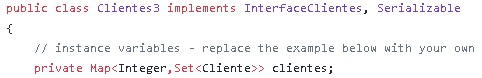 public class Clientes3 implements InterfaceClientes, Serializable
{
// instance variables - replace the example below with your own
private Map<Integer,Set<Cliente>> clientes;